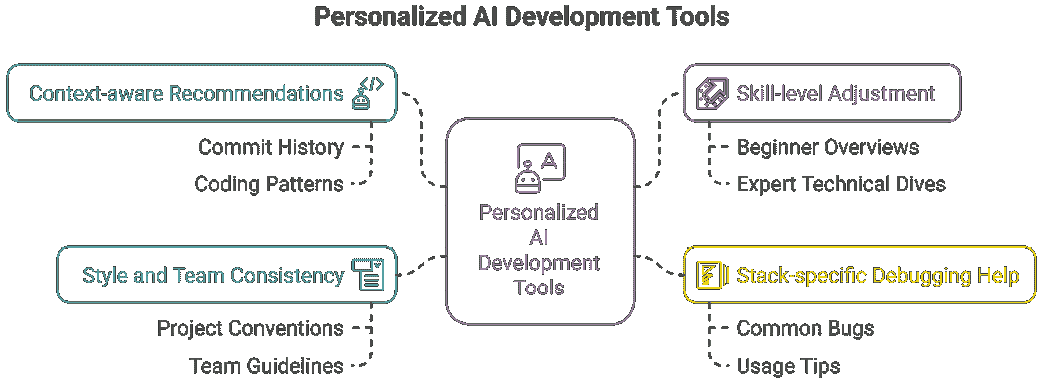 Personalized AI Development Tools
Context-aware Recommendations
Commit History
Coding Patterns
Style and Team Consistency
Project Conventions
Team Guidelines
A
Personalized
AI
Development
Tools
Skill-level Adjustment
Beginner Overviews
Expert Technical Dives
Stack-specific Debugging Help
Common Bugs
Usage Tips